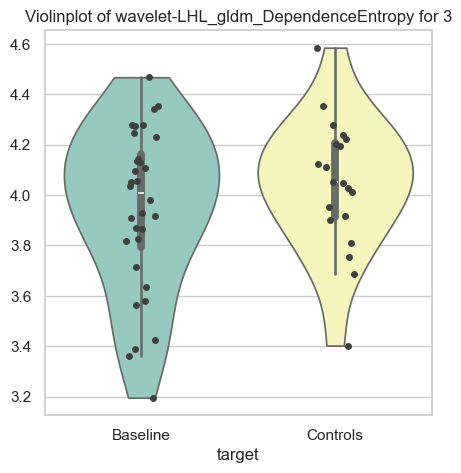 Violinplot of wavelet-LHL_gldm_DependenceEntropy for 3
4.6
4.4
4.2
4.0
3.8
3.6
3.4
3.2
Baseline
Controls
target